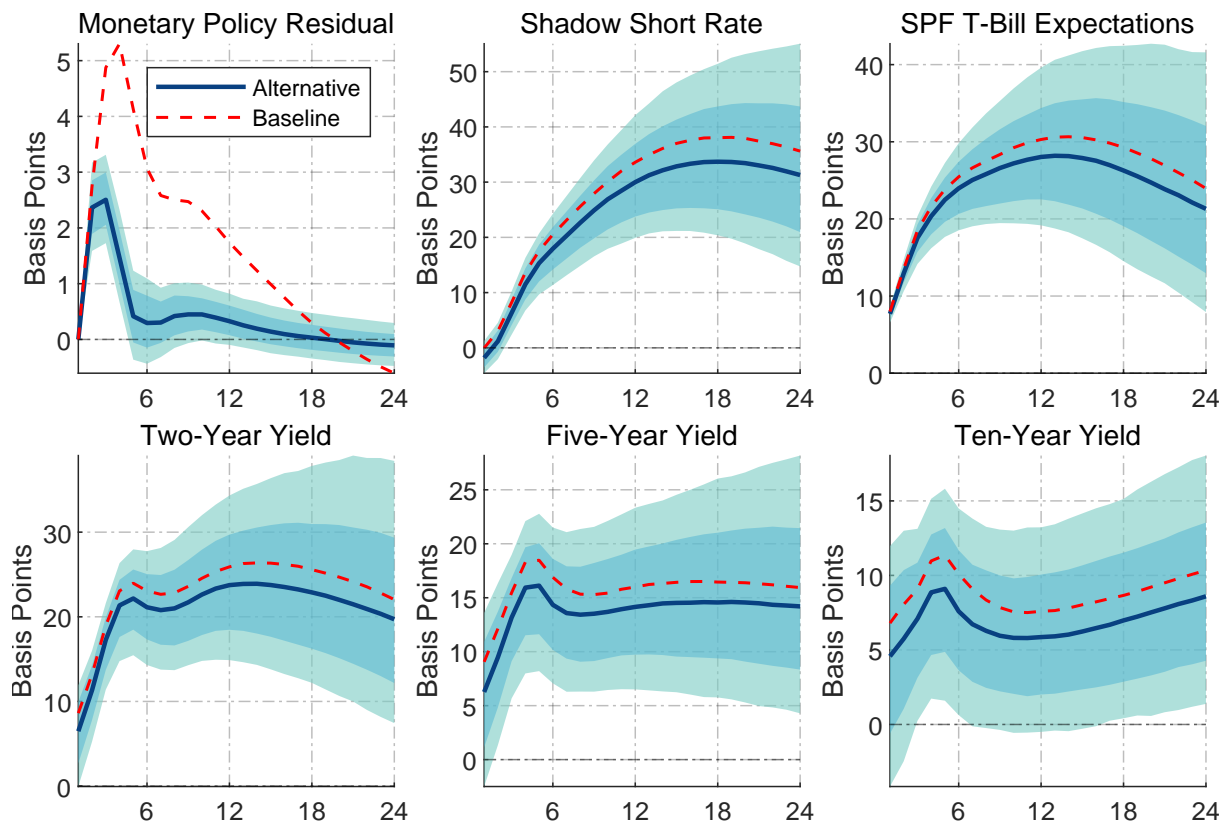 Monetary Policy Residual
Shadow Short Rate
SPF T-Bill Expectations
Basis Points
5
4
3
2
1
0
Alternative
Baseline
6 12 18 24
Basis Points
50
40
30
20
10
0
6 12 18 24
Basis Points
40
30
20
10
0
6 12 18 24
Two-Year Yield
Five-Year Yield
Ten-Year Yield
Basis Points
30
20
10
0
6 12 18 24
Basis Points
25
20
15
10
5
0
6 12 18 24
Basis Points
15
10
5
0
6 12 18 24